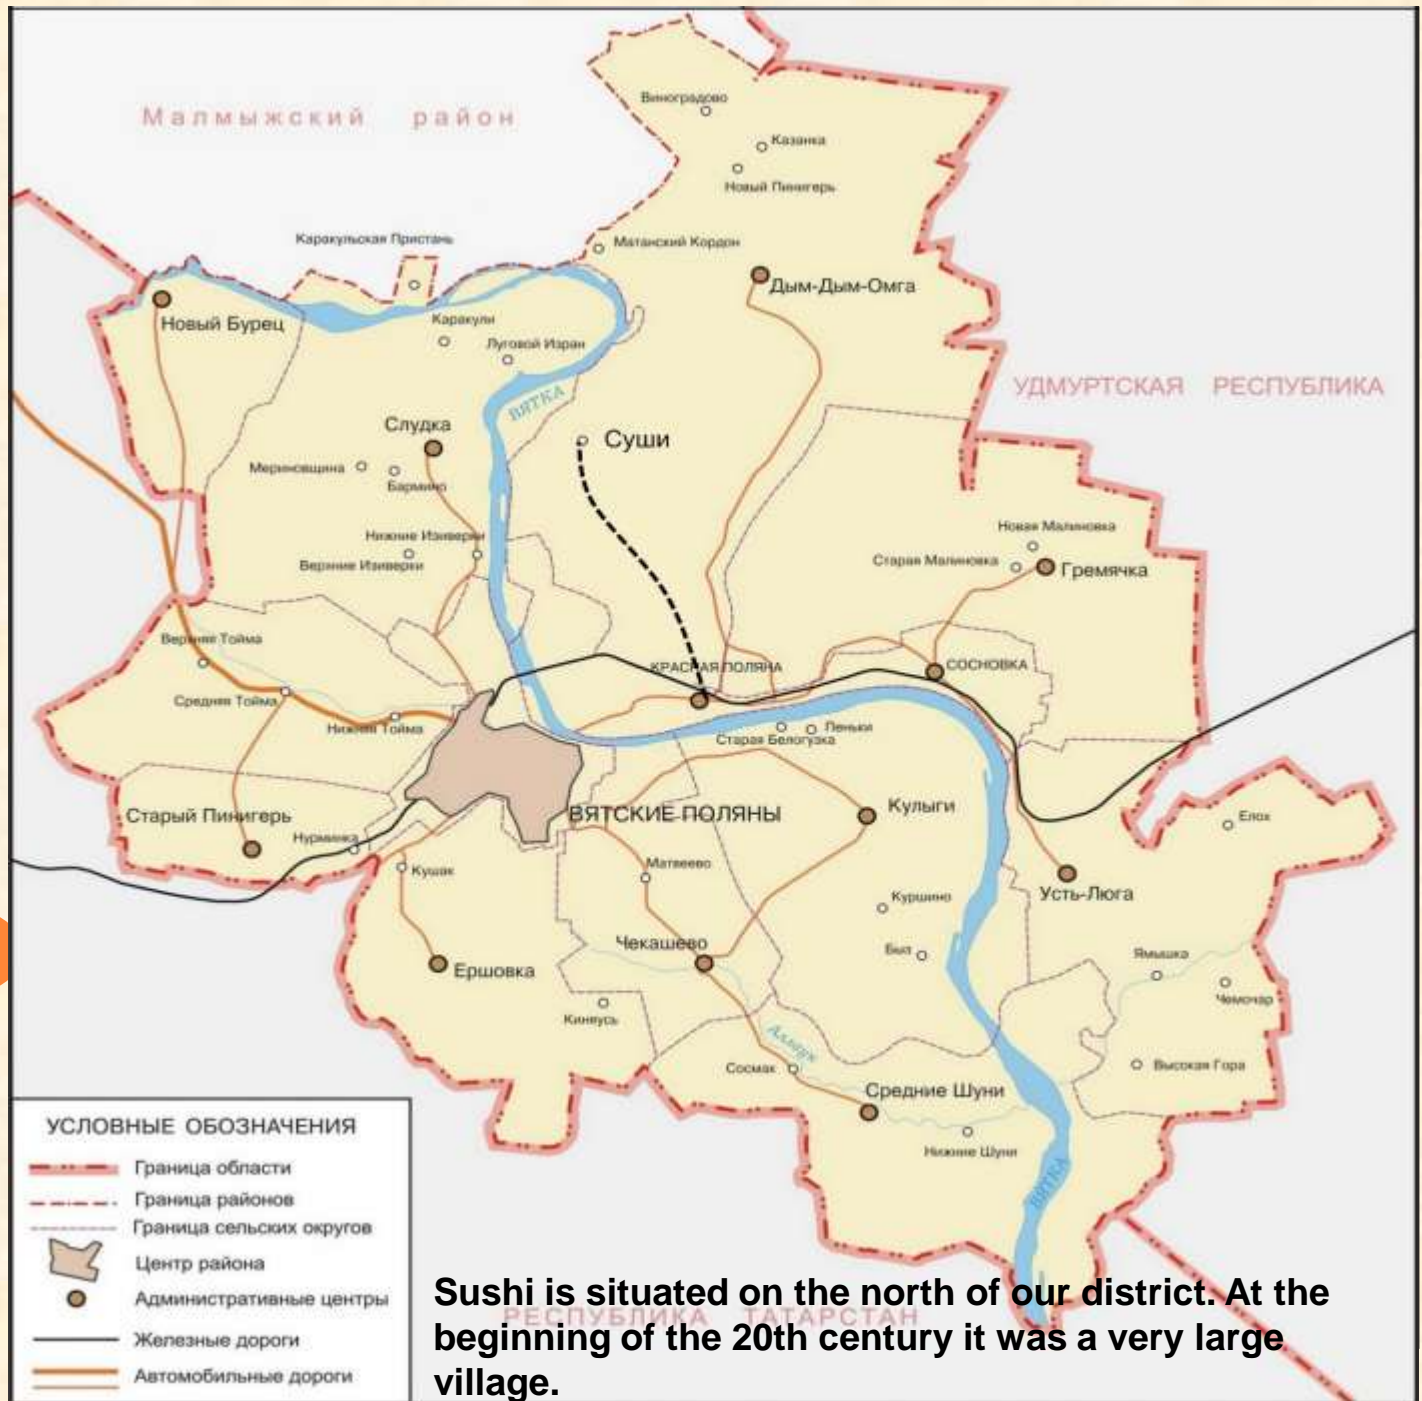 Малмыжский район
Виноградово
Казанка
Новый Пинигерь
Каракульская Пристань
Матанский Кордон
Дым-Дым-Омга
Новый Бурец
Каракули
Луговой Изран
УДМУРТСКАЯ РЕСПУБЛИКА
ВЯТКА
Слудка
Суши
Мериновщина
Бармино
Новая Малиновка
Нижние Изиверки
Старая Малиновка
Гремячка
Верхние Изиверки
Верхняя Тойма
КРАСНАЯ ПОЛЯНА
СОСНОВКА
Средняя Тойма
Нижняя Тойма
Старая Белогузка
Пеньки
Старый Пинигерь
ВЯТСКИЕ ПОЛЯНЫ
Кулыги
Елох
Нурминка
Кушак
Матвеево
Усть-Люга
Куршино
Чекашево
Быт
Ершовка
Ямышка
Чемочар
Кинеусь
Сосмак
Высокая Гора
Средние Шуни
Нижние Шуни
ВЯТКА
УСЛОВНЫЕ ОБОЗНАЧЕНИЯ
Граница области
Граница районов
Граница сельских округов
Центр района
Административные центры
Железные дороги
Автомобильные дороги
РЕСПУБЛИКА ТАТАРСТАН
Sushi is situated on the north of our district. At the
beginning of the 20th century it was a very large
village.